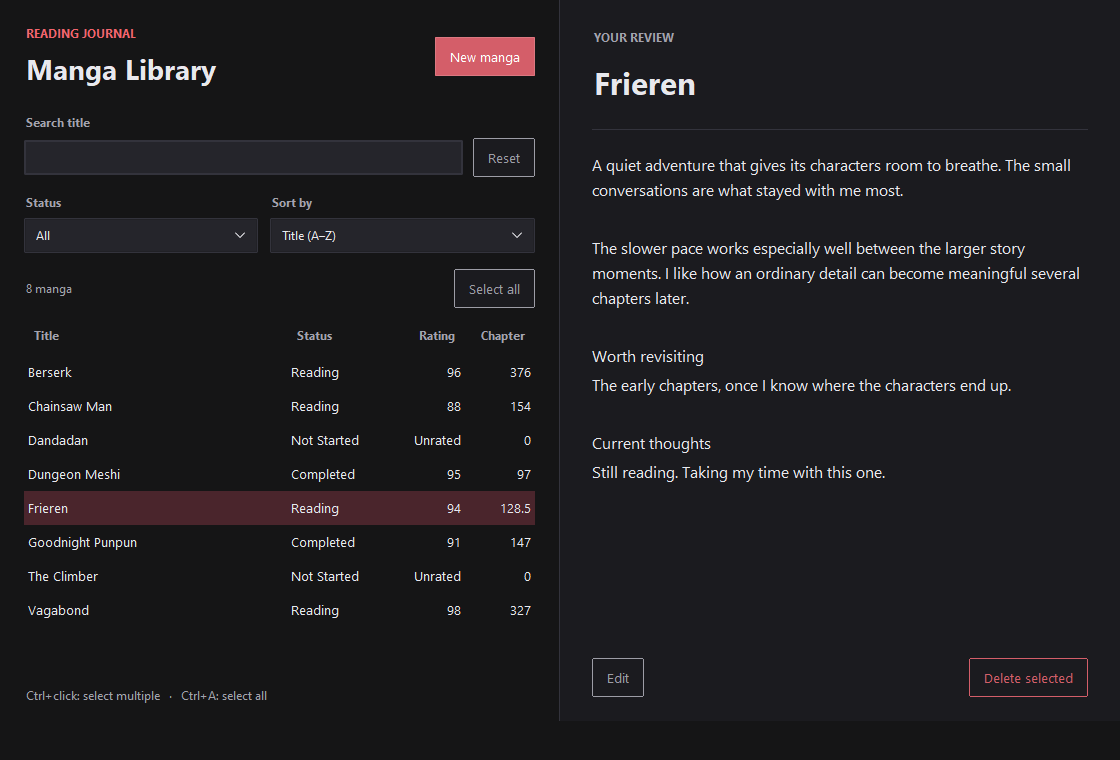 READING JOURNAL
Manga Library
New manga
Search title
Reset
Status
Sort by
All
Title (A–Z)
8 manga
Select all
Title Status Rating Chapter
Berserk Reading 96 376
Chainsaw Man Reading 88 154
Dandadan Not Started Unrated 0
Dungeon Meshi Completed 95 97
Frieren Reading 94 128.5
Goodnight Punpun Completed 91 147
The Climber Not Started Unrated 0
Vagabond Reading 98 327
Ctrl+click: select multiple · Ctrl+A: select all
YOUR REVIEW
Frieren
A quiet adventure that gives its characters room to breathe. The small
conversations are what stayed with me most.
The slower pace works especially well between the larger story
moments. I like how an ordinary detail can become meaningful several
chapters later.
Worth revisiting
The early chapters, once I know where the characters end up.
Current thoughts
Still reading. Taking my time with this one.
Edit
Delete selected